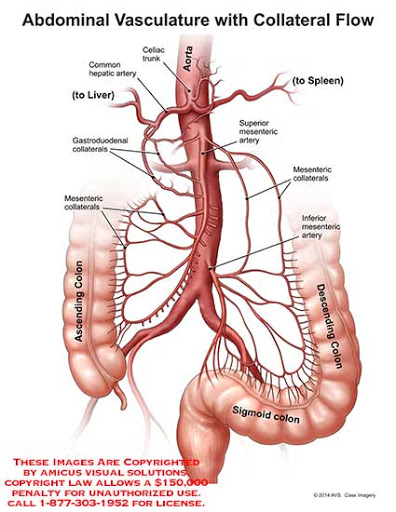 Abdominal Vasculature with Collateral Flow
Celiac
trunk
Aorta
Common
hepatic artery
(to Liver)
(to Spleen)
Superior
mesenteric
artery
Gastroduodenal
collaterals
Mesenteric
collaterals
Mesenteric
collaterals
Inferior
mesenteric
artery
Ascending Colon
Descending Colon
Sigmoid colon
These Images Are Copyrighted
by amicus visual solutions.
copyright law allows a $150,000
penalty for unauthorized use.
call 1-877-303-1952 for license.
© 2014 AVS Case Imagery